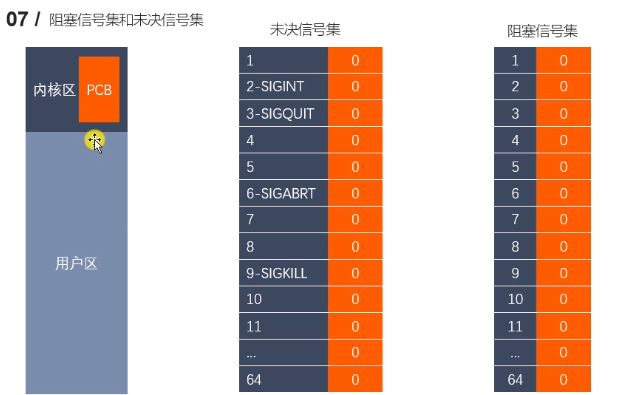 07 / 阻塞信号集和未决信号集
未决信号集
阻塞信号集
内核区 PCB
用户区
1 0
2-SIGINT 0
3-SIGQUIT 0
4 0
5 0
6-SIGABRT 0
7 0
8 0
9-SIGKILL 0
10 0
11 0
... 0
64 0
1 0
2 0
3 0
4 0
5 0
6 0
7 0
8 0
9 0
10 0
11 0
... 0
64 0